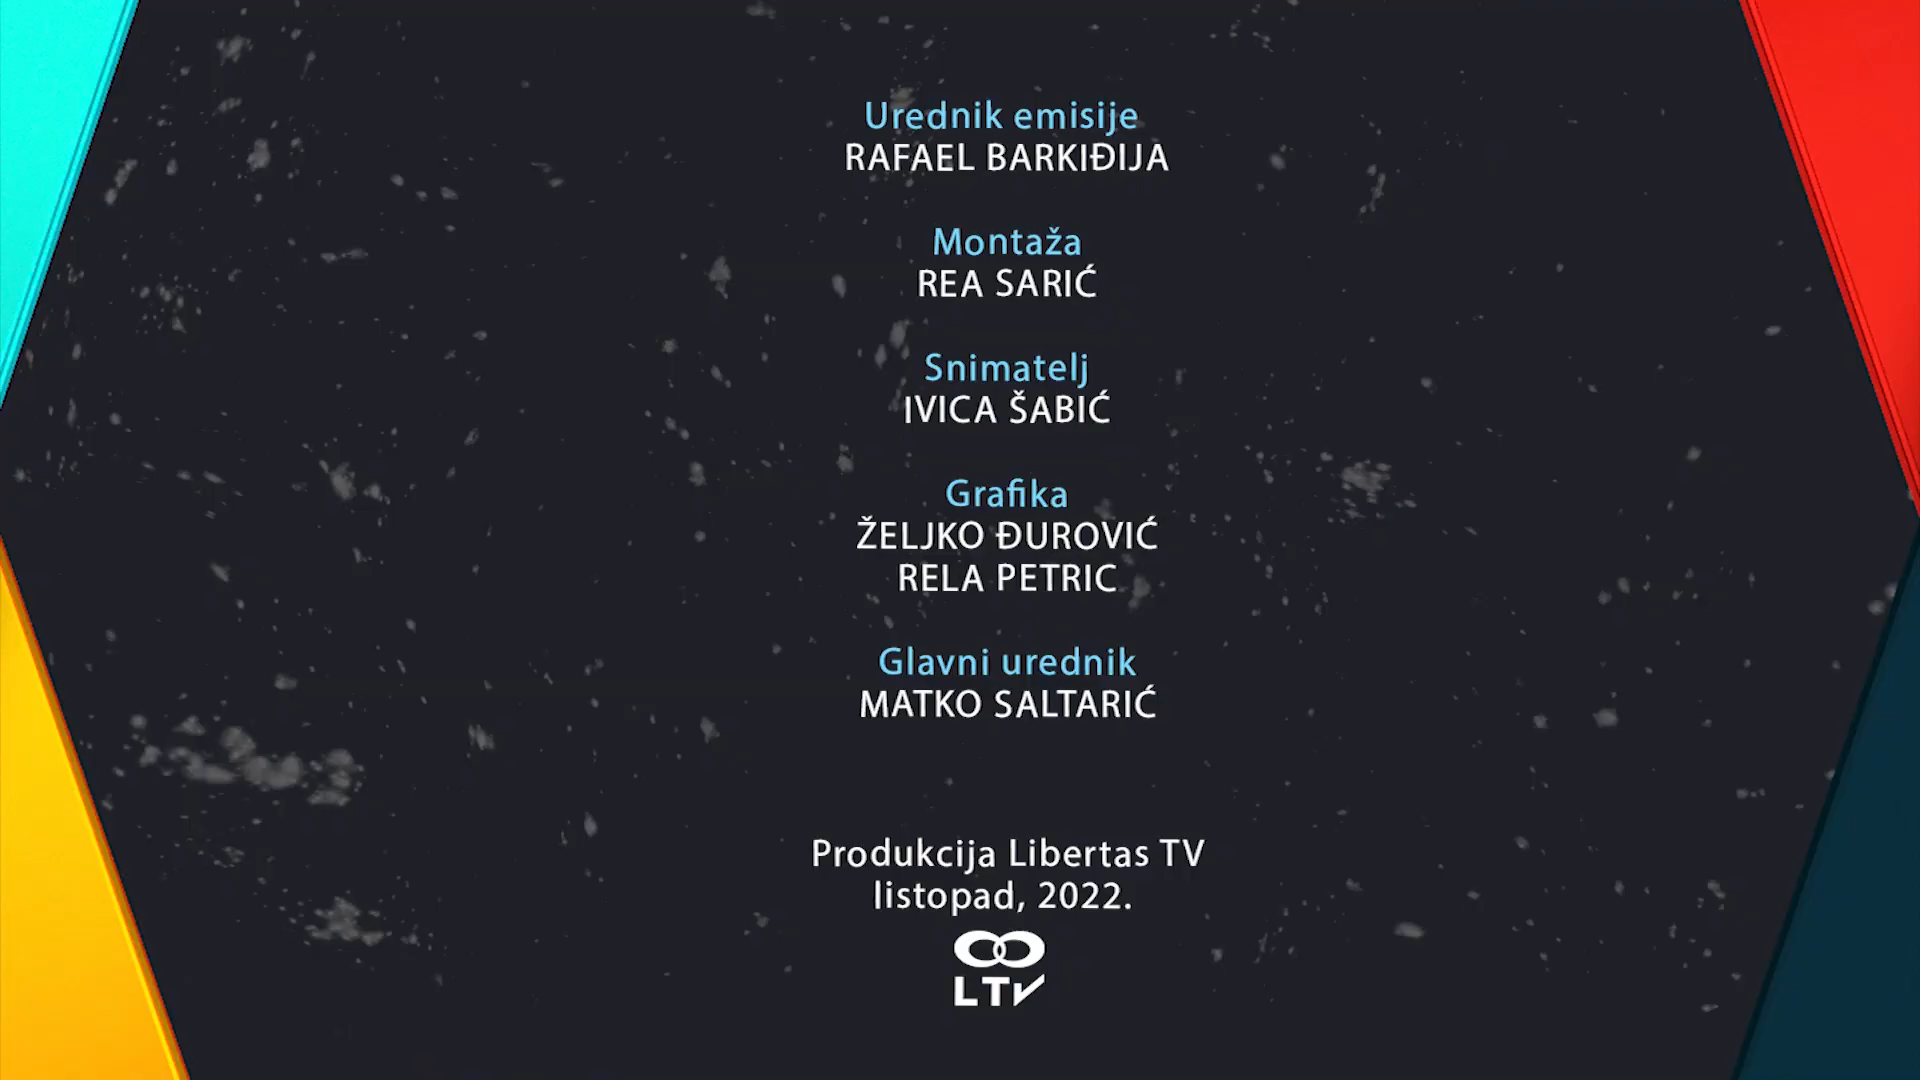 Urednik emisije
RAFAEL BARKIĐIJA
Montaža
REA SARIĆ
Snimatelj
IVICA ŠABIĆ
Grafika
ŽELJKO ĐUROVIĆ
RELA PETRIC
Glavni urednik
MATKO SALTARIĆ
Produkcija Libertas TV
listopad, 2022.
LTV